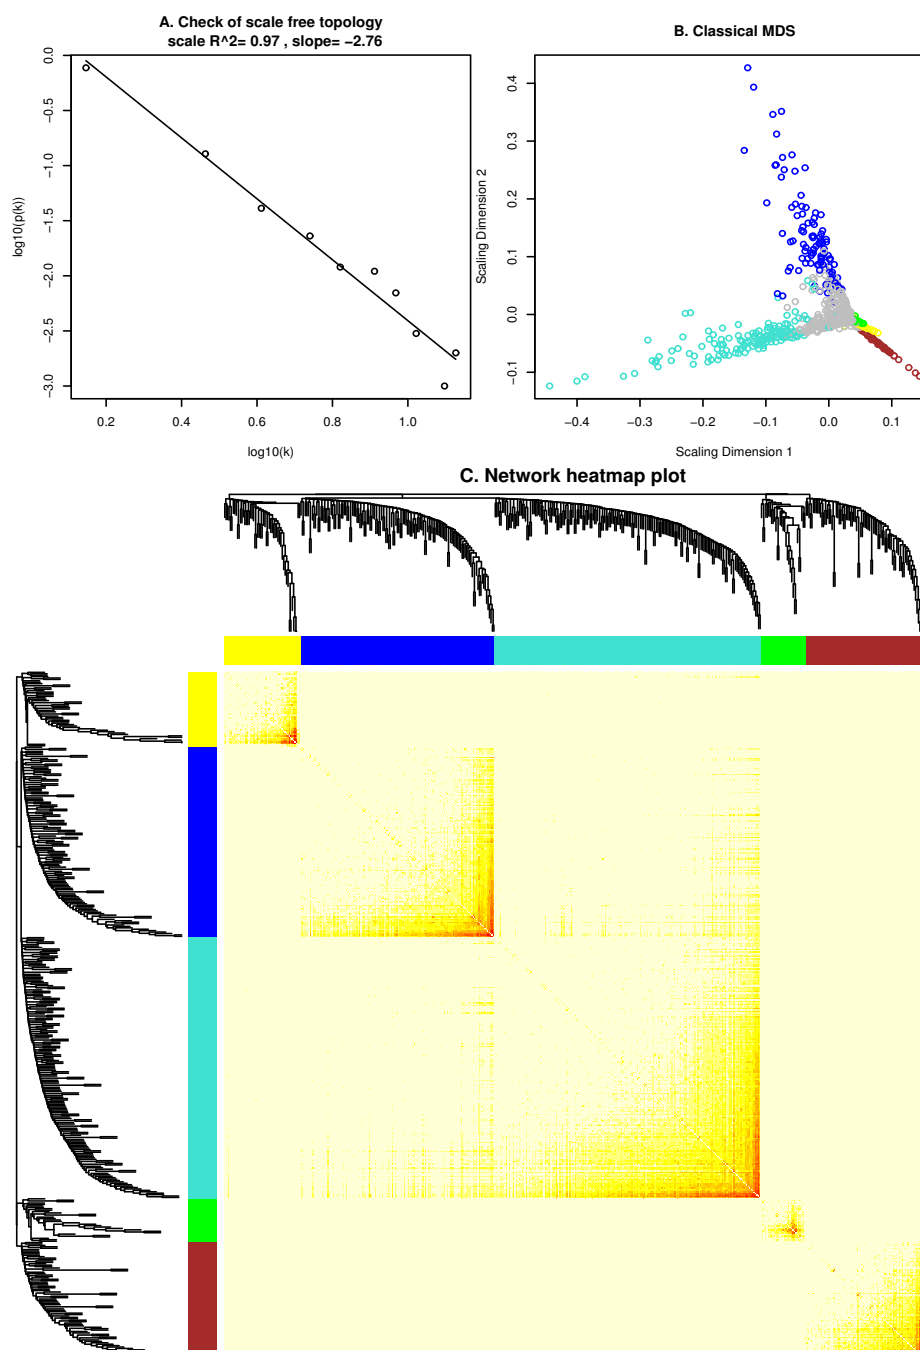 A. Check of scale free topology
scale R^2= 0.97 , slope= −2.76
0.0
−0.5
−1.0
−1.5
−2.0
−2.5
−3.0
log10(p(k))
0.2 0.4 0.6 0.8 1.0
log10(k)
B. Classical MDS
0.4
0.3
0.2
0.1
0.0
−0.1
Scaling Dimension 2
−0.4 −0.3 −0.2 −0.1 0.0 0.1
Scaling Dimension 1
C. Network heatmap plot